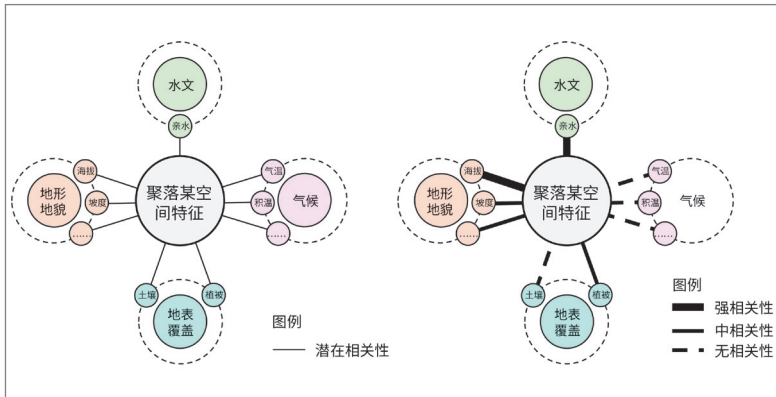 水文
亲水
海拔
地形
地貌
坡度
……
聚落某空
间特征
气温
积温
……
气候
土壤
植被
地表
覆盖
图例
潜在相关性
水文
亲水
海拔
地形
地貌
坡度
……
聚落某空
间特征
气温
积温
……
气候
土壤
植被
地表
覆盖
图例
强相关性
中相关性
无相关性